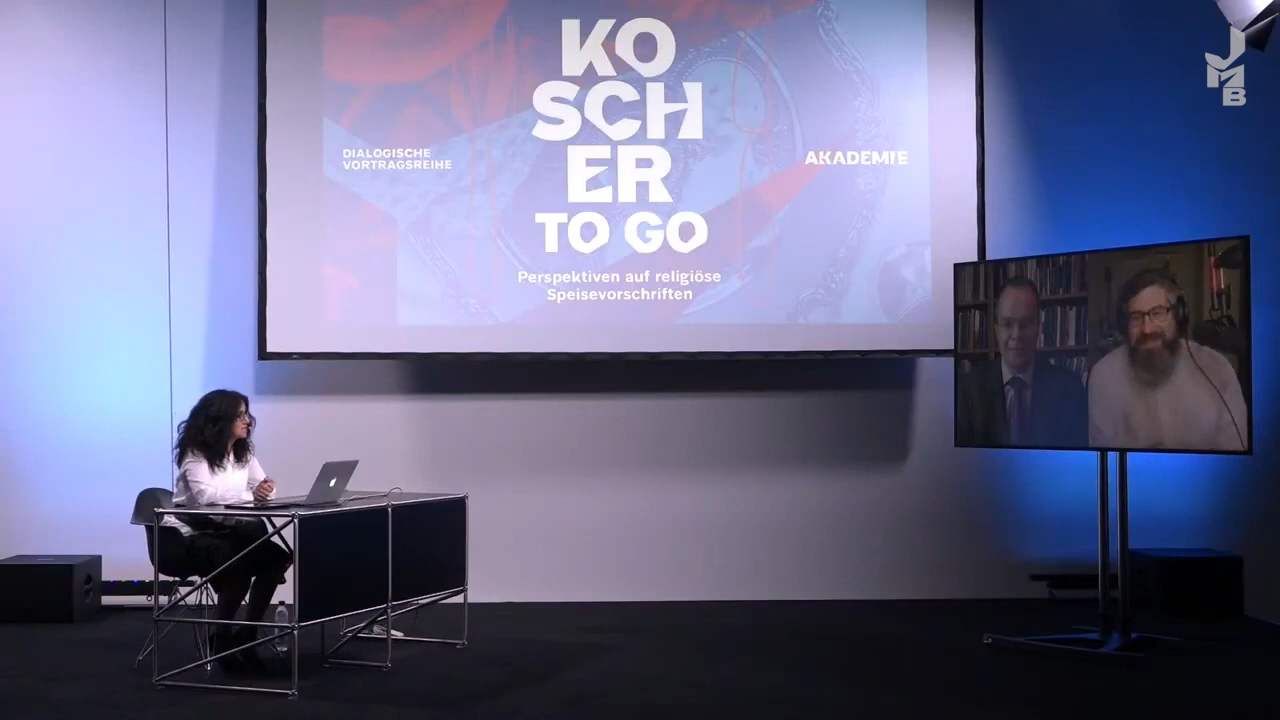 KO
SCH
ER
TO GO
DIALOGISCHE
VORTRAGSREIHE
AKADEMIE
Perspektiven auf religiöse
Speisevorschriften
JMB